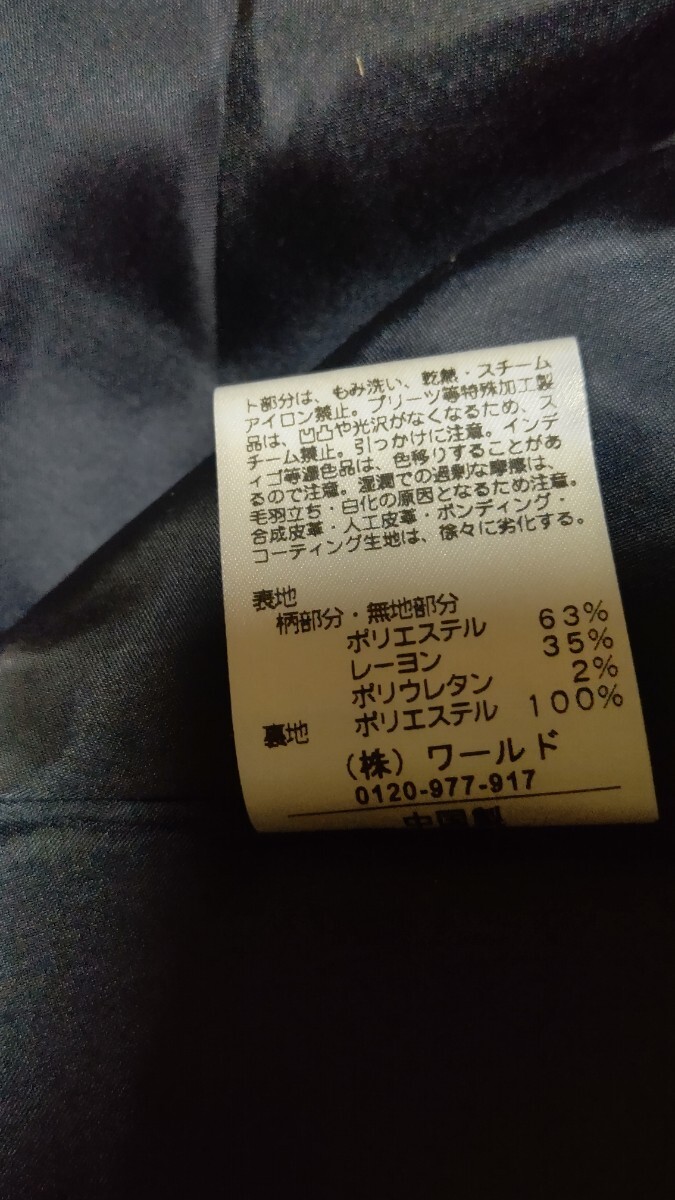 ト部分は、もみ洗い、乾熱・スチーム
アイロン禁止。プリーツ等特殊加工製
品は、凹凸や光沢がなくなるため、ス
チーム禁止。引っかけに注意。インデ
ィゴ等濃色品は、色移りすることがあ
るので注意。湿潤での過剰な摩擦は、
毛羽立ち・白化の原因となるため注意。
合成皮革・人工皮革・ボンディング・
コーティング生地は、徐々に劣化する。
表地
柄部分・無地部分
ポリエステル 63%
レーヨン 35%
ポリウレタン 2%
裏地 ポリエステル 100%
(株) ワールド
0120-977-917
中国製